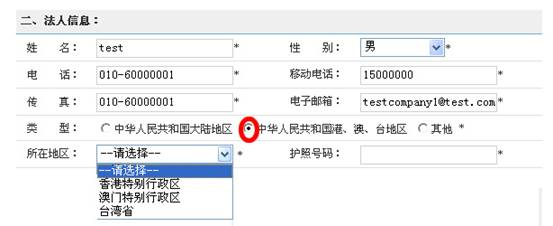 二、法人信息：
姓 名： test * 性 别： 男 *
电 话： 010-60000001 * 移动电话： 15000000 *
传 真： 010-60000001 * 电子邮箱： testcompany1@test.com *
类 型： 中华人民共和国大陆地区 中华人民共和国港、澳、台地区 其他 *
所在地区： --请选择-- * 护照号码： *
--请选择--
香港特别行政区
澳门特别行政区
台湾省